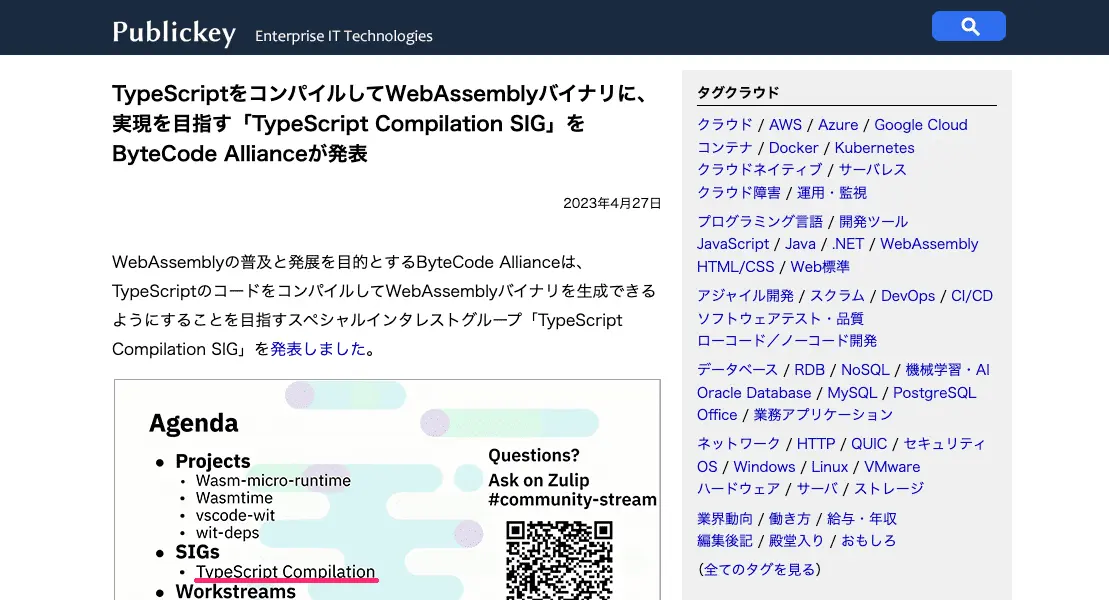 Publickey Enterprise IT Technologies
TypeScriptをコンパイルしてWebAssemblyバイナリに、
実現を目指す「TypeScript Compilation SIG」を
ByteCode Allianceが発表
2023年4月27日
WebAssemblyの普及と発展を目的とするByteCode Allianceは、
TypeScriptのコードをコンパイルしてWebAssemblyバイナリを生成できる
ようにすることを目指すスペシャルインタレストグループ「TypeScript
Compilation SIG」を発表しました。
Agenda
• Projects
• Wasm-micro-runtime
• Wasmtime
• vscode-wit
• wit-deps
• SIGs
• TypeScript Compilation
• Workstreams
Questions?
Ask on Zulip
#community-stream
タグクラウド
クラウド / AWS / Azure / Google Cloud
コンテナ / Docker / Kubernetes
クラウドネイティブ / サーバレス
クラウド障害 / 運用・監視
プログラミング言語 / 開発ツール
JavaScript / Java / .NET / WebAssembly
HTML/CSS / Web標準
アジャイル開発 / スクラム / DevOps / CI/CD
ソフトウェアテスト・品質
ローコード／ノーコード開発
データベース / RDB / NoSQL / 機械学習・AI
Oracle Database / MySQL / PostgreSQL
Office / 業務アプリケーション
ネットワーク / HTTP / QUIC / セキュリティ
OS / Windows / Linux / VMware
ハードウェア / サーバ / ストレージ
業界動向 / 働き方 / 給与・年収
編集後記 / 殿堂入り / おもしろ
（全てのタグを見る）